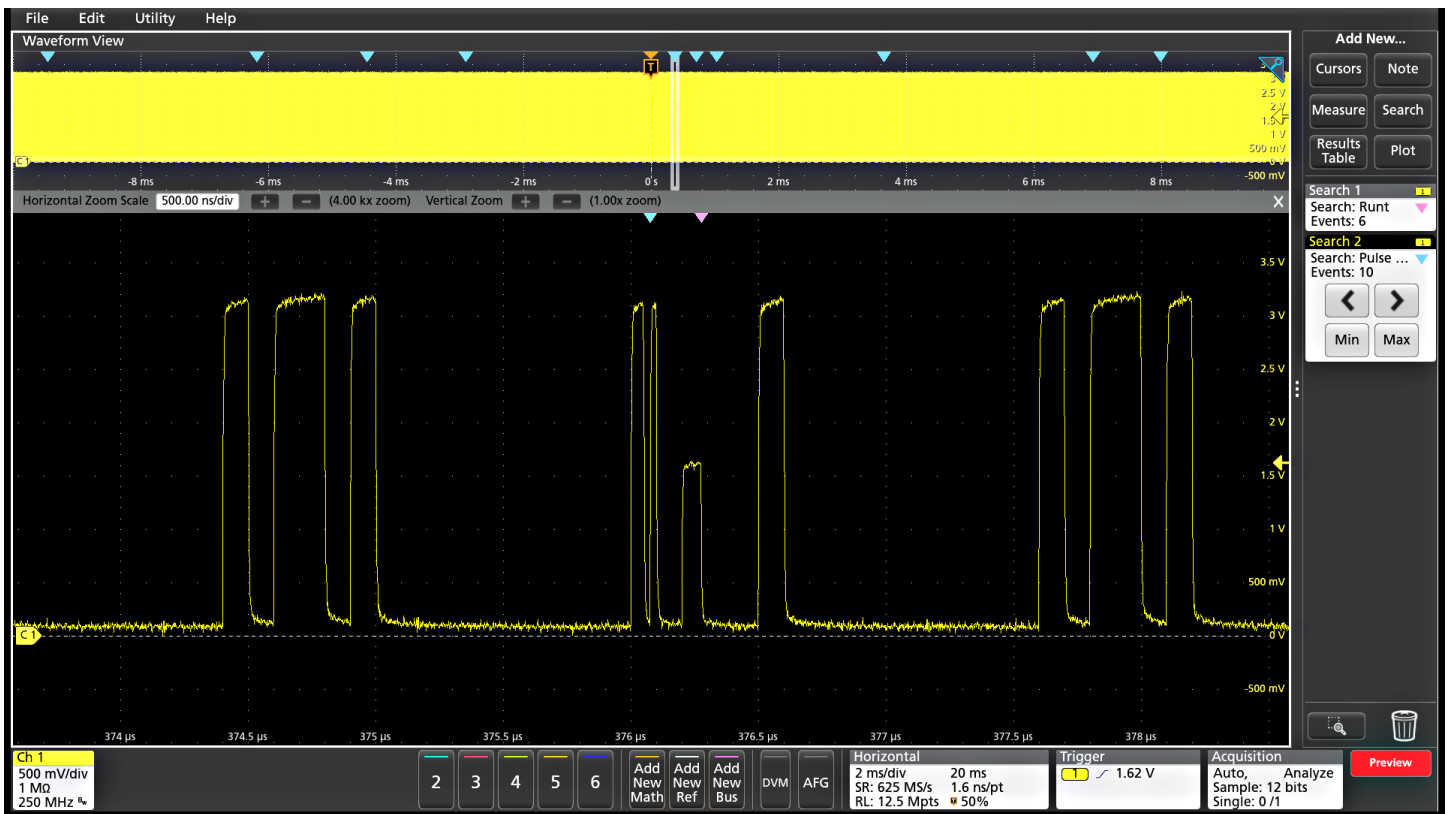 File Edit Utility Help
Waveform View
Add New...
Cursors Note
Measure Search
Results Table Plot
T
2.5 V
2 V
1 V
500 mV
0 V
-500 mV
C 1
-8 ms -6 ms -4 ms -2 ms 0 s 2 ms 4 ms 6 ms 8 ms
Horizontal Zoom Scale 500.00 ns/div + − (4.00 kx zoom) Vertical Zoom + − (1.00x zoom) X
Search 1 1
Search: Runt
Events: 6
Search 2 1
Search: Pulse ...
Events: 10
Min Max
3.5 V
3 V
2.5 V
2 V
1.5 V
1 V
500 mV
0 V
-500 mV
C 1
374 µs 374.5 µs 375 µs 375.5 µs 376 µs 376.5 µs 377 µs 377.5 µs 378 µs
Ch 1
500 mV/div
1 MΩ
250 MHz Bw
2 3 4 5 6
Add New Math
Add New Ref
Add New Bus
DVM AFG
Horizontal
2 ms/div 20 ms
SR: 625 MS/s 1.6 ns/pt
RL: 12.5 Mpts 50%
Trigger
1 1.62 V
Acquisition
Auto, Analyze
Sample: 12 bits
Single: 0 /1
Preview